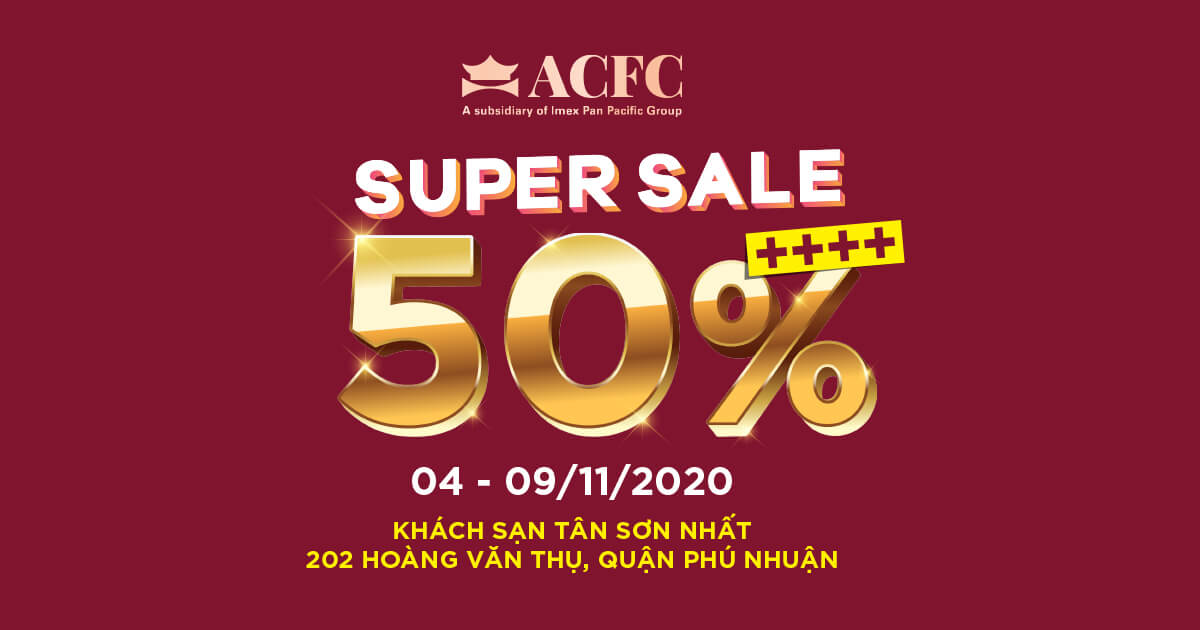 ACFC
A subsidiary of Imex Pan Pacific Group
SUPER SALE
50%
++++
04 - 09/11/2020
KHÁCH SẠN TÂN SƠN NHẤT
202 HOÀNG VĂN THỤ, QUẬN PHÚ NHUẬN